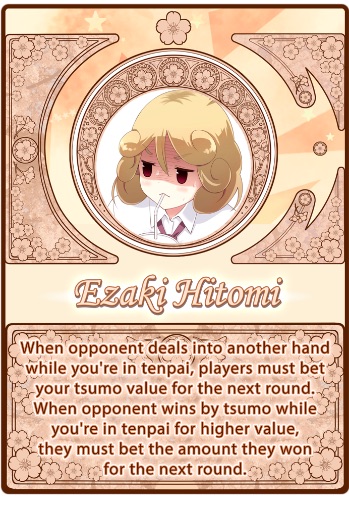 Ezaki Hitomi
When opponent deals into another hand
while you're in tenpai, players must bet
your tsumo value for the next round.
When opponent wins by tsumo while
you're in tenpai for higher value,
they must bet the amount they won
for the next round.